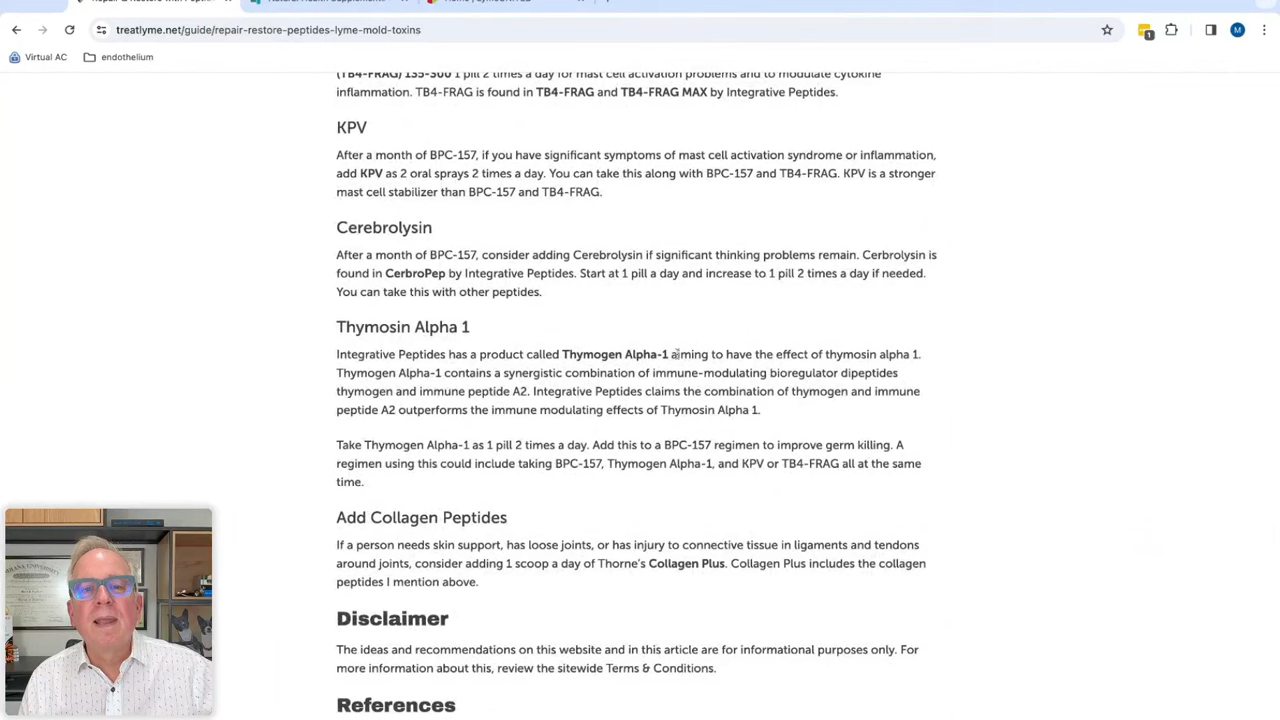 treatlyme.net/guide/repair-restore-peptides-lyme-mold-toxins
1
M
Virtual AC
endothelium
(TB4-FRAG) 135-500 1 pill 2 times a day for mast cell activation problems and to modulate cytokine
inflammation. TB4-FRAG is found in TB4-FRAG and TB4-FRAG MAX by Integrative Peptides.
KPV
After a month of BPC-157, if you have significant symptoms of mast cell activation syndrome or inflammation,
add KPV as 2 oral sprays 2 times a day. You can take this along with BPC-157 and TB4-FRAG. KPV is a stronger
mast cell stabilizer than BPC-157 and TB4-FRAG.
Cerebrolysin
After a month of BPC-157, consider adding Cerebrolysin if significant thinking problems remain. Cerbrolysin is
found in CerbroPep by Integrative Peptides. Start at 1 pill a day and increase to 1 pill 2 times a day if needed.
You can take this with other peptides.
Thymosin Alpha 1
Integrative Peptides has a product called Thymogen Alpha-1 aiming to have the effect of thymosin alpha 1.
Thymogen Alpha-1 contains a synergistic combination of immune-modulating bioregulator dipeptides
thymogen and immune peptide A2. Integrative Peptides claims the combination of thymogen and immune
peptide A2 outperforms the immune modulating effects of Thymosin Alpha 1.
Take Thymogen Alpha-1 as 1 pill 2 times a day. Add this to a BPC-157 regimen to improve germ killing. A
regimen using this could include taking BPC-157, Thymogen Alpha-1, and KPV or TB4-FRAG all at the same
time.
Add Collagen Peptides
If a person needs skin support, has loose joints, or has injury to connective tissue in ligaments and tendons
around joints, consider adding 1 scoop a day of Thorne's Collagen Plus. Collagen Plus includes the collagen
peptides I mention above.
Disclaimer
The ideas and recommendations on this website and in this article are for informational purposes only. For
more information about this, review the sitewide Terms & Conditions.
References